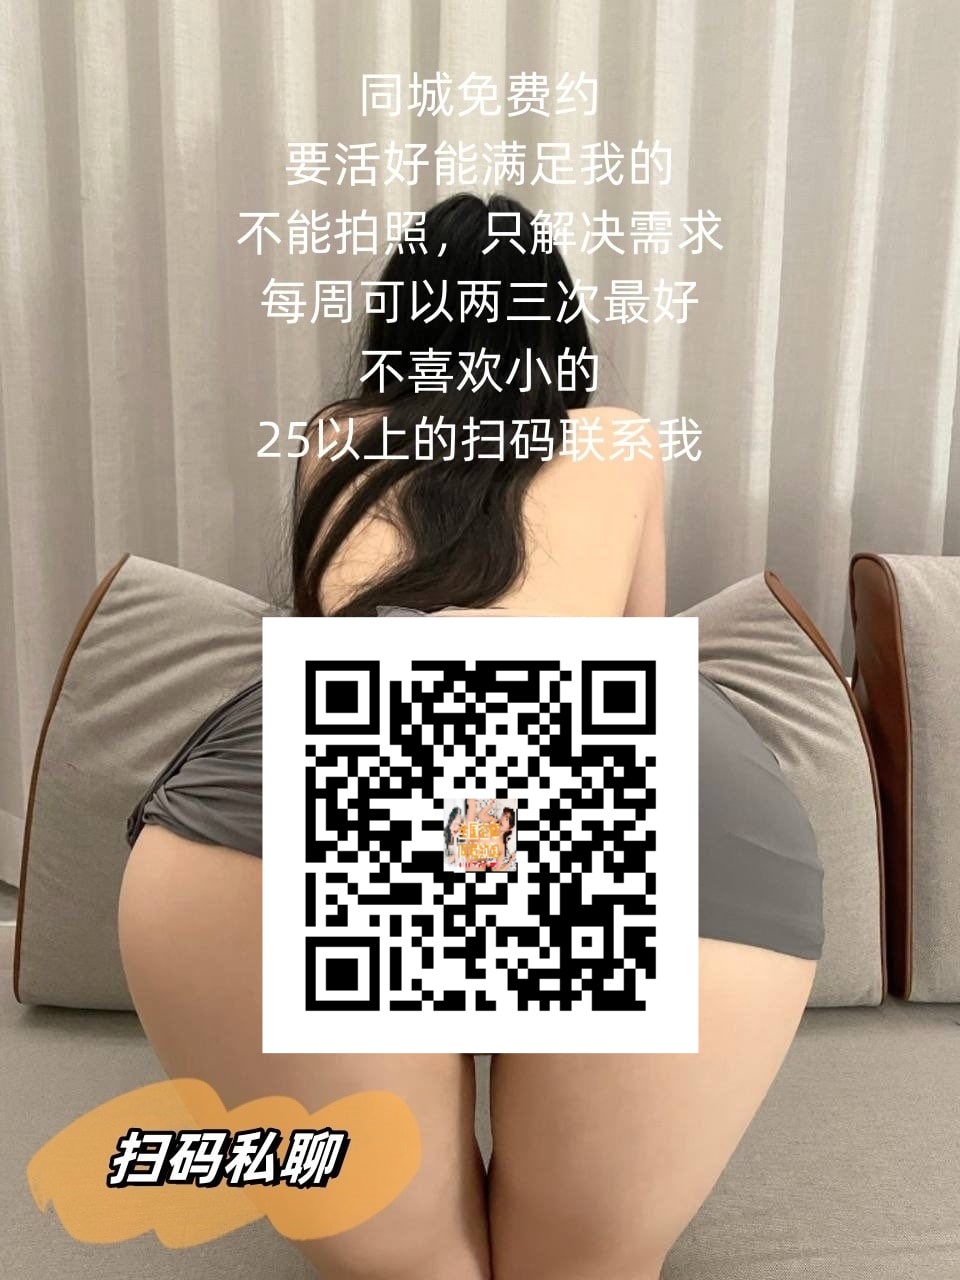 同城免费约
要活好能满足我的
不能拍照，只解决需求
每周可以两三次最好
不喜欢小的
25以上的扫码联系我
扫码私聊